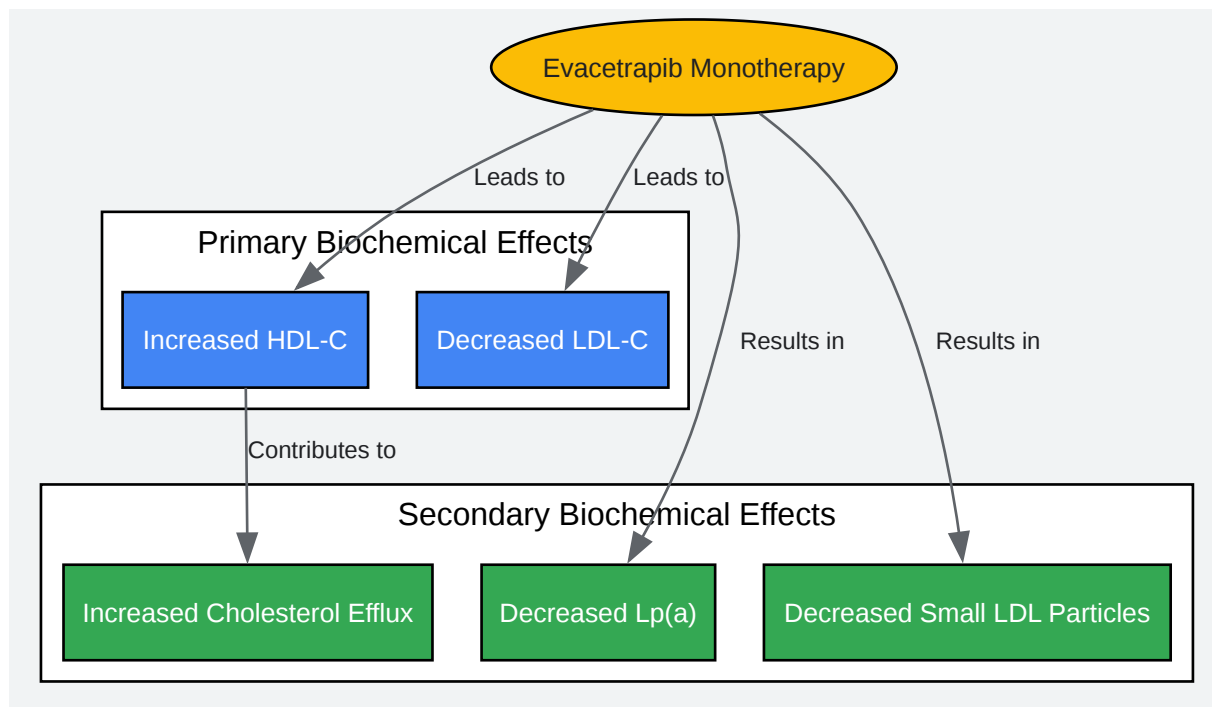 Evacetrapib Monotherapy
Leads to
Leads to
Primary Biochemical Effects
Increased HDL-C
Decreased LDL-C
Results in
Results in
Contributes to
Secondary Biochemical Effects
Increased Cholesterol Efflux
Decreased Lp(a)
Decreased Small LDL Particles